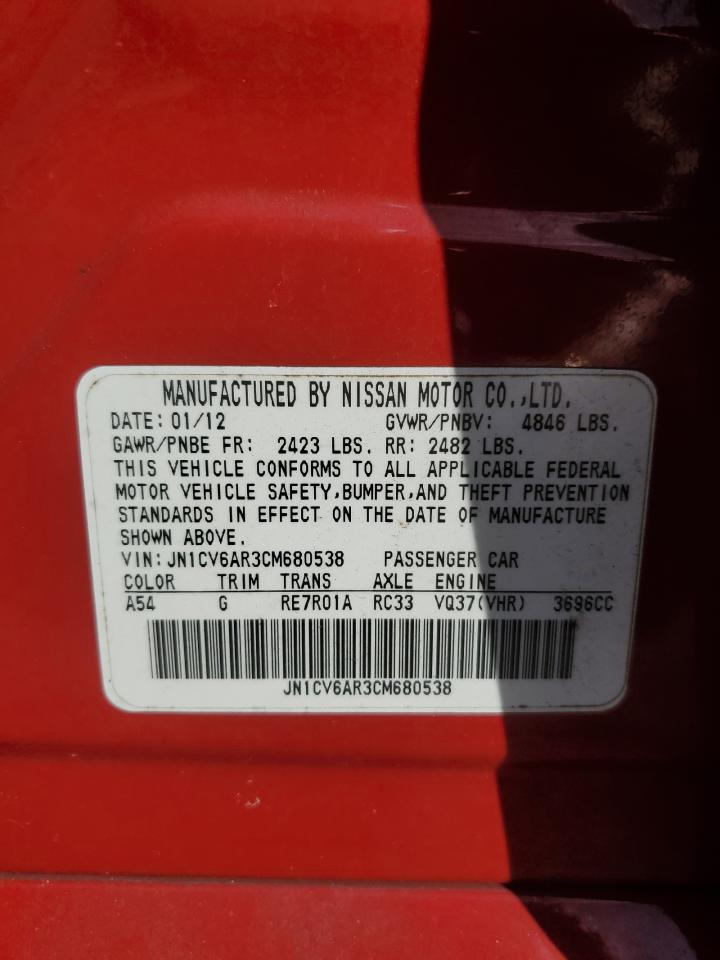 MANUFACTURED BY NISSAN MOTOR CO.,LTD.
DATE: 01/12 GVWR/PNBV: 4846 LBS.
GAWR/PNBE FR: 2423 LBS. RR: 2482 LBS.
THIS VEHICLE CONFORMS TO ALL APPLICABLE FEDERAL
MOTOR VEHICLE SAFETY,BUMPER,AND THEFT PREVENTION
STANDARDS IN EFFECT ON THE DATE OF MANUFACTURE
SHOWN ABOVE.
VIN: JN1CV6AR3CM680538 PASSENGER CAR
COLOR TRIM TRANS AXLE ENGINE
A54 G RE7R01A RC33 VQ37(VHR) 3696CC
JN1CV6AR3CM680538